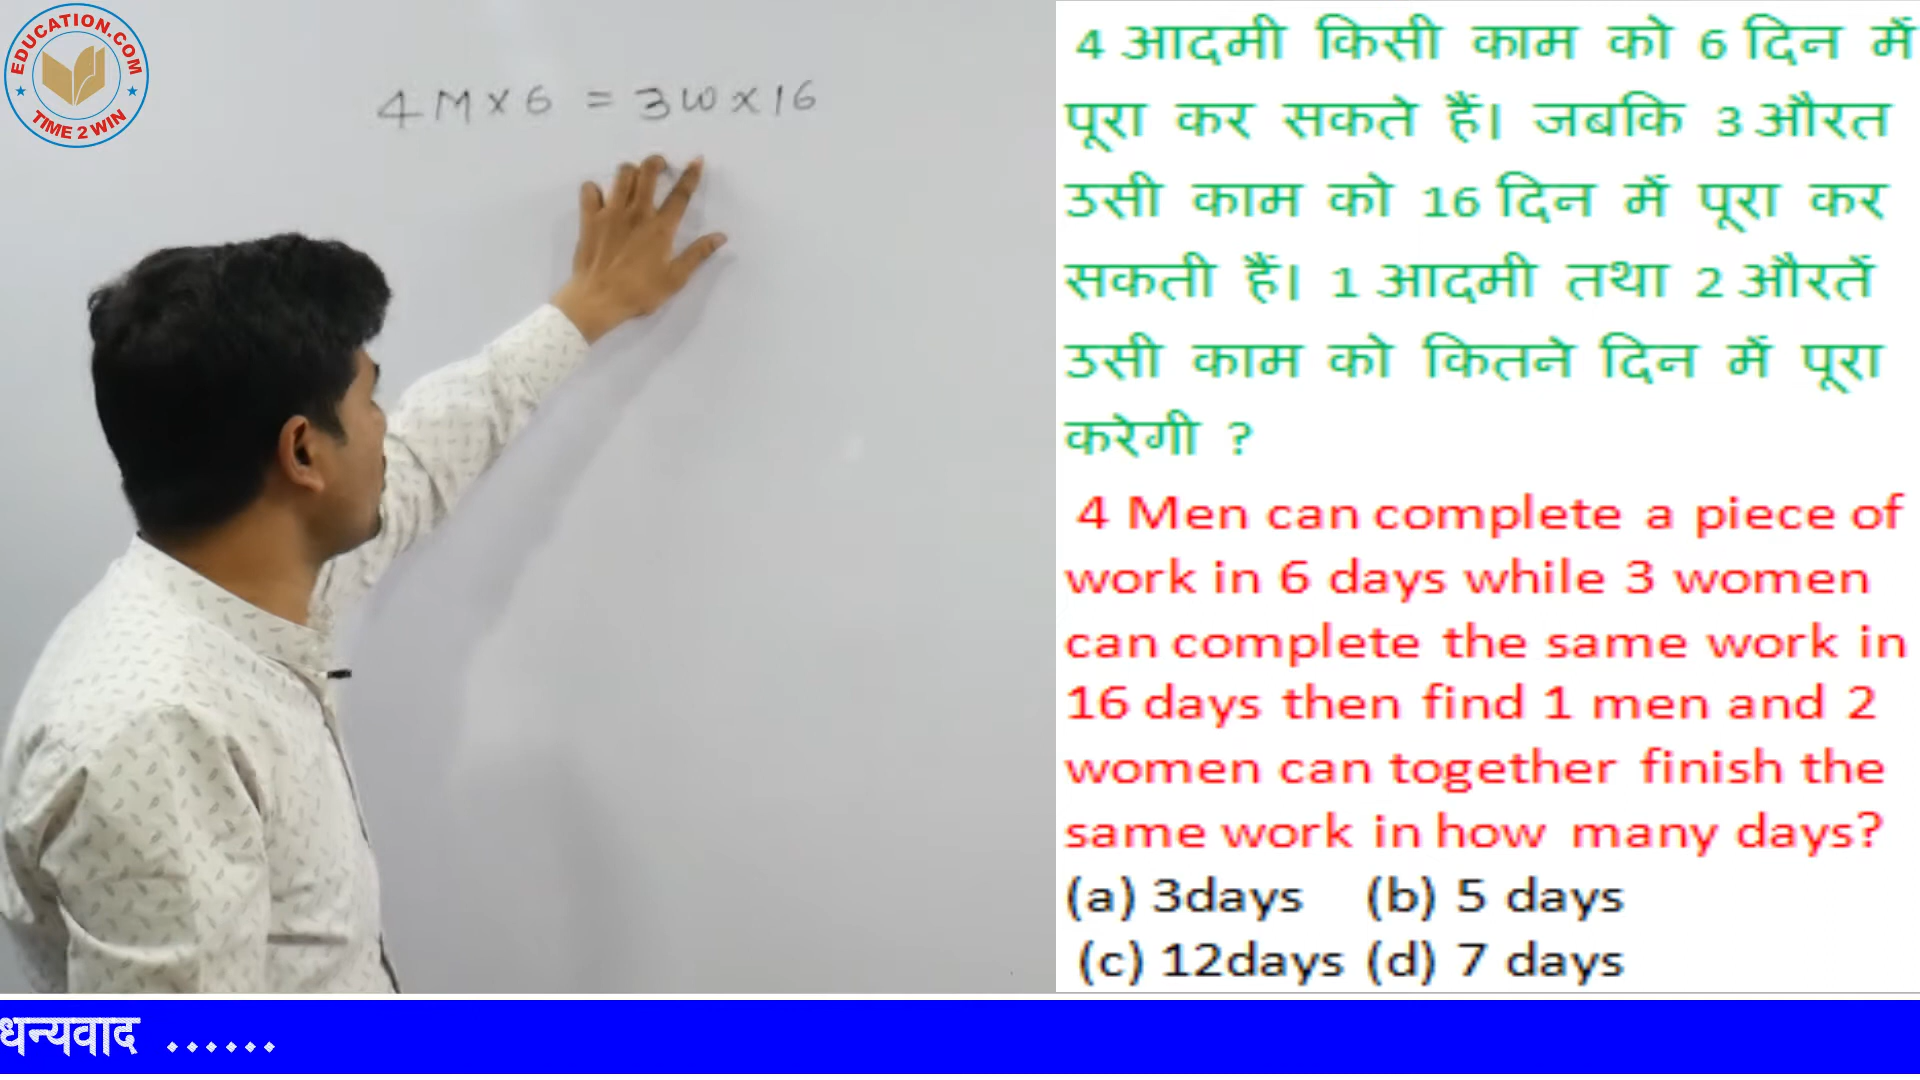 EDUCATION.COM
TIME 2 WIN
4M×6 = 3W×16
4 आदमी किसी काम को 6 दिन में
पूरा कर सकते हैं। जबकि 3 औरत
उसी काम को 16 दिन में पूरा कर
सकती हैं। 1 आदमी तथा 2 औरतें
उसी काम को कितने दिन में पूरा
करेगी ?
4 Men can complete a piece of
work in 6 days while 3 women
can complete the same work in
16 days then find 1 men and 2
women can together finish the
same work in how many days?
(a) 3days (b) 5 days
(c) 12days (d) 7 days
धन्यवाद ......